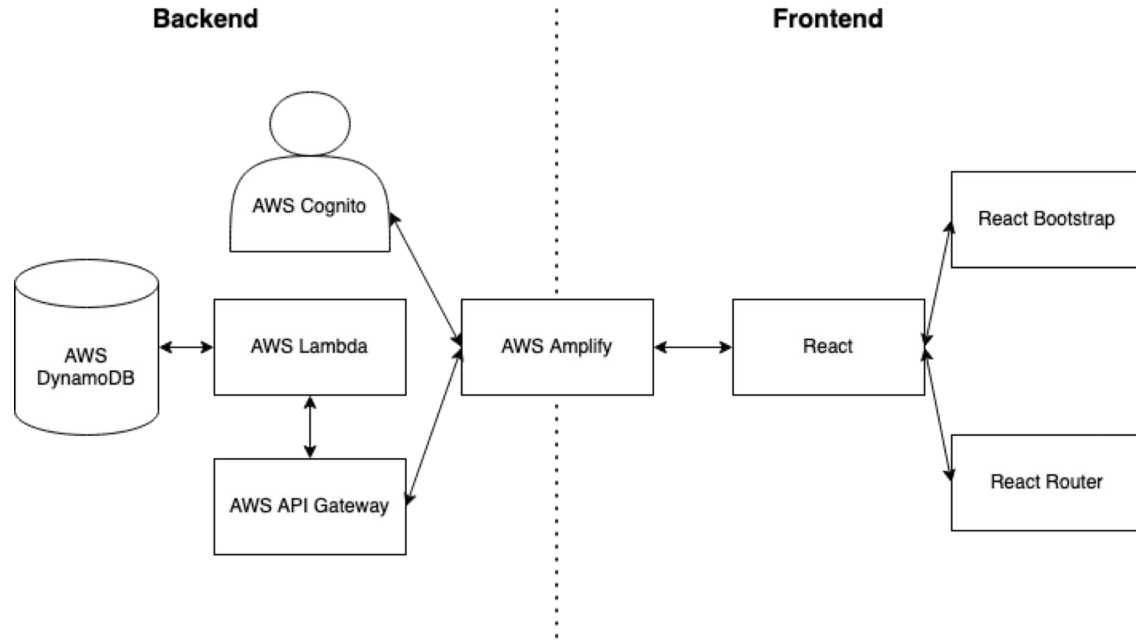 Backend
Frontend
AWS Cognito
React Bootstrap
AWS
DynamoDB
AWS Lambda
AWS Amplify
React
AWS API Gateway
React Router